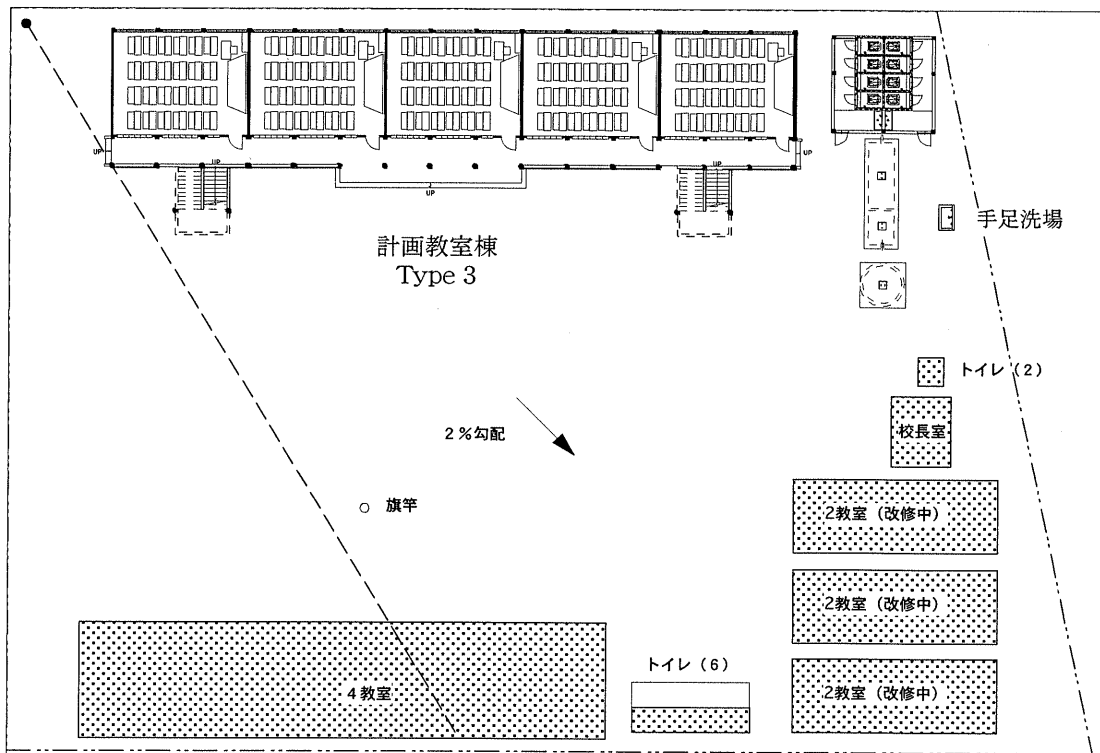 UP
UP
UP
UP
UP
計画教室棟
Type 3
手足洗場
トイレ（2）
校長室
2％勾配
旗竿
2教室（改修中）
2教室（改修中）
トイレ（6）
4教室
2教室（改修中）